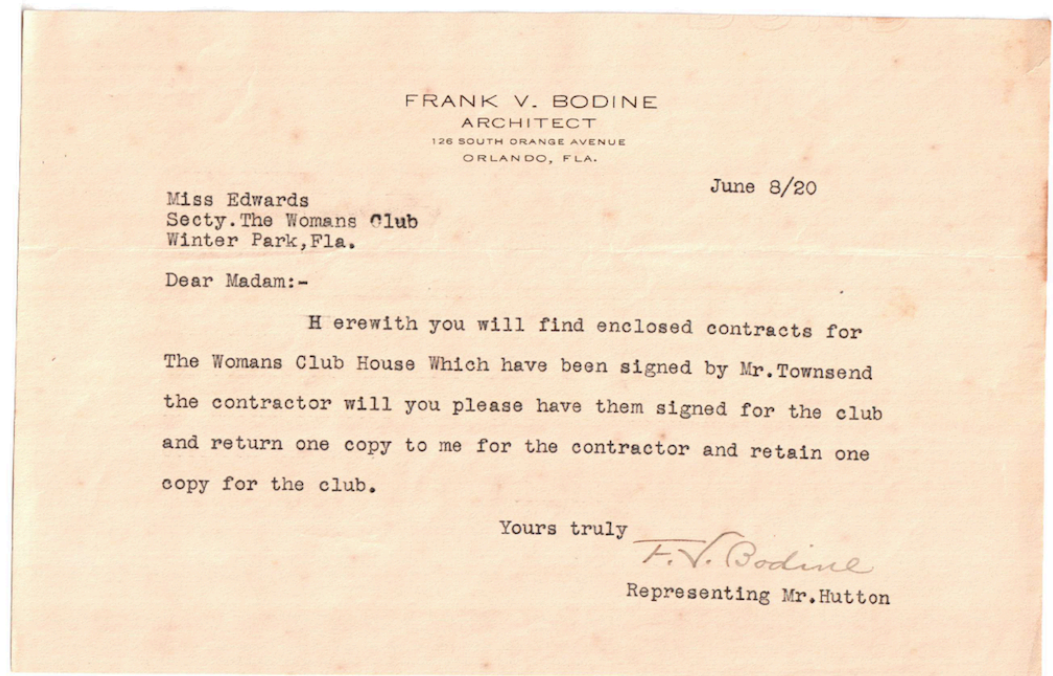 FRANK V. BODINE
ARCHITECT
126 SOUTH ORANGE AVENUE
ORLANDO, FLA.
June 8/20
Miss Edwards
Secty.The Womans Club
Winter Park,Fla.
Dear Madam:-
H erewith you will find enclosed contracts for
The Womans Club House Which have been signed by Mr.Townsend
the contractor will you please have them signed for the club
and return one copy to me for the contractor and retain one
copy for the club.
Yours truly
F. V. Bodine
Representing Mr.Hutton